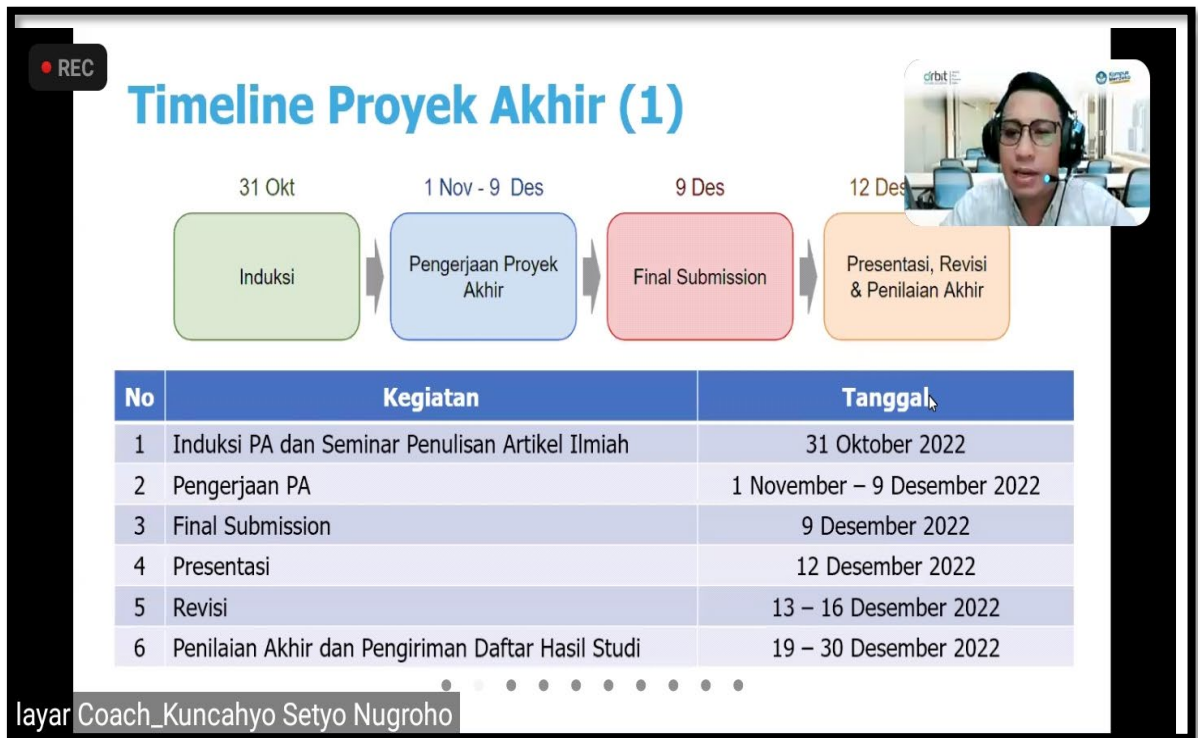 REC
Timeline Proyek Akhir (1)
orbit
Kampus
Merdeka
31 Okt
1 Nov - 9 Des
9 Des
12 Des
Induksi
Pengerjaan Proyek
Akhir
Final Submission
Presentasi, Revisi
& Penilaian Akhir
No Kegiatan Tanggal
1 Induksi PA dan Seminar Penulisan Artikel Ilmiah 31 Oktober 2022
2 Pengerjaan PA 1 November – 9 Desember 2022
3 Final Submission 9 Desember 2022
4 Presentasi 12 Desember 2022
5 Revisi 13 – 16 Desember 2022
6 Penilaian Akhir dan Pengiriman Daftar Hasil Studi 19 – 30 Desember 2022
layar Coach_Kuncahyo Setyo Nugroho